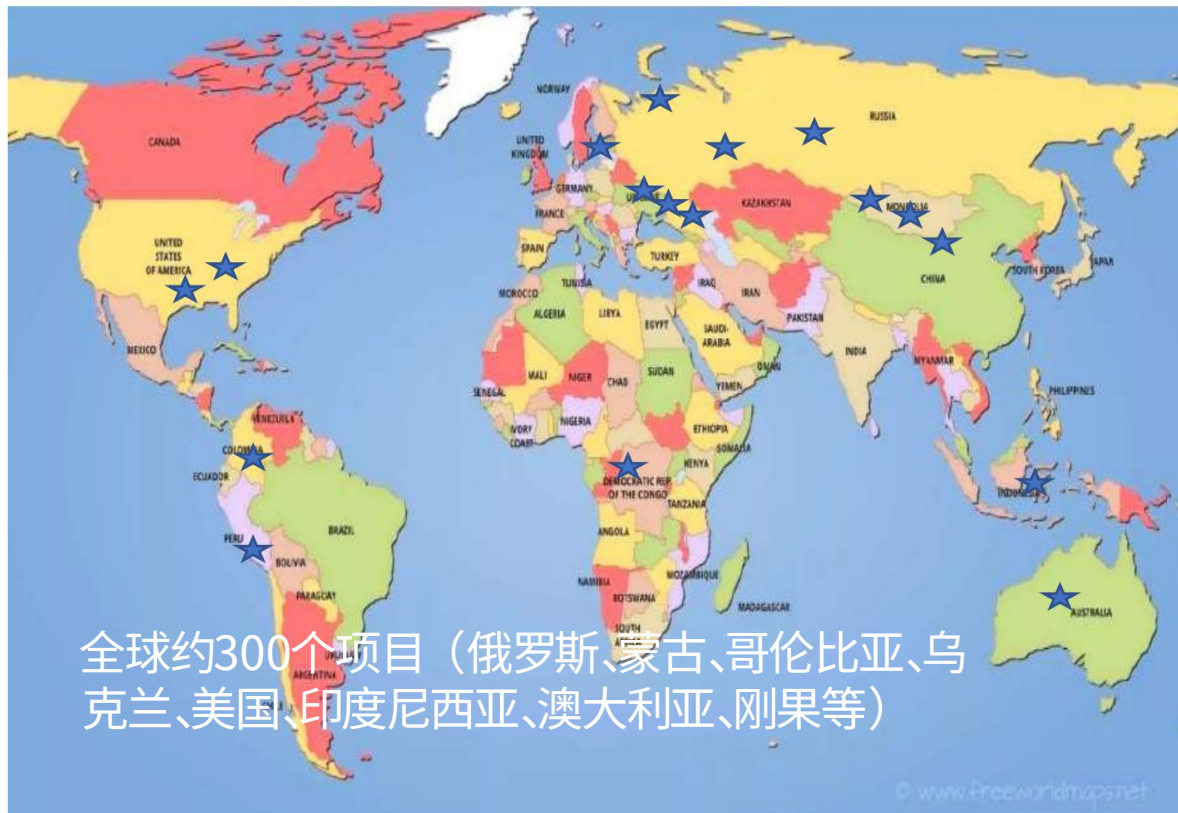 NORWAY
RUSSIA
CANADA
UNITED
KINGDOM
GERMANY
KAZAKHSTAN
MONGOLIA
FRANCE
UNITED
STATES
OF AMERICA
SPAIN
TURKEY
CHINA
SOUTH KOREA
JAPAN
TUNISIA
MOROCCO
IRAQ
IRAN
ALGERIA
LIBYA
EGYPT
PAKISTAN
SAUDI-
ARABIA
MEXICO
INDIA
OMAN
MYANMAR
MALI
NIGER
CHAD
SUDAN
YEMEN
PHILIPPINES
SENEGAL
VENEZUELA
NIGERIA
IVORY
COAST
ETHIOPIA
SOMALIA
COLOMBIA
ECUADOR
KENYA
DEMOCRATIC REP.
OF THE CONGO
INDONESIA
TANZANIA
BRAZIL
ANGOLA
PERU
BOLIVIA
MOZAMBIQUE
NAMIBIA
BOTSWANA
MADAGASCAR
PARAGUAY
AUSTRALIA
SOUTH
全球约300个项目（俄罗斯、蒙古、哥伦比亚、乌
克兰、美国、印度尼西亚、澳大利亚、刚果等）
ARGENTINA
© www.freeworldmaps.net